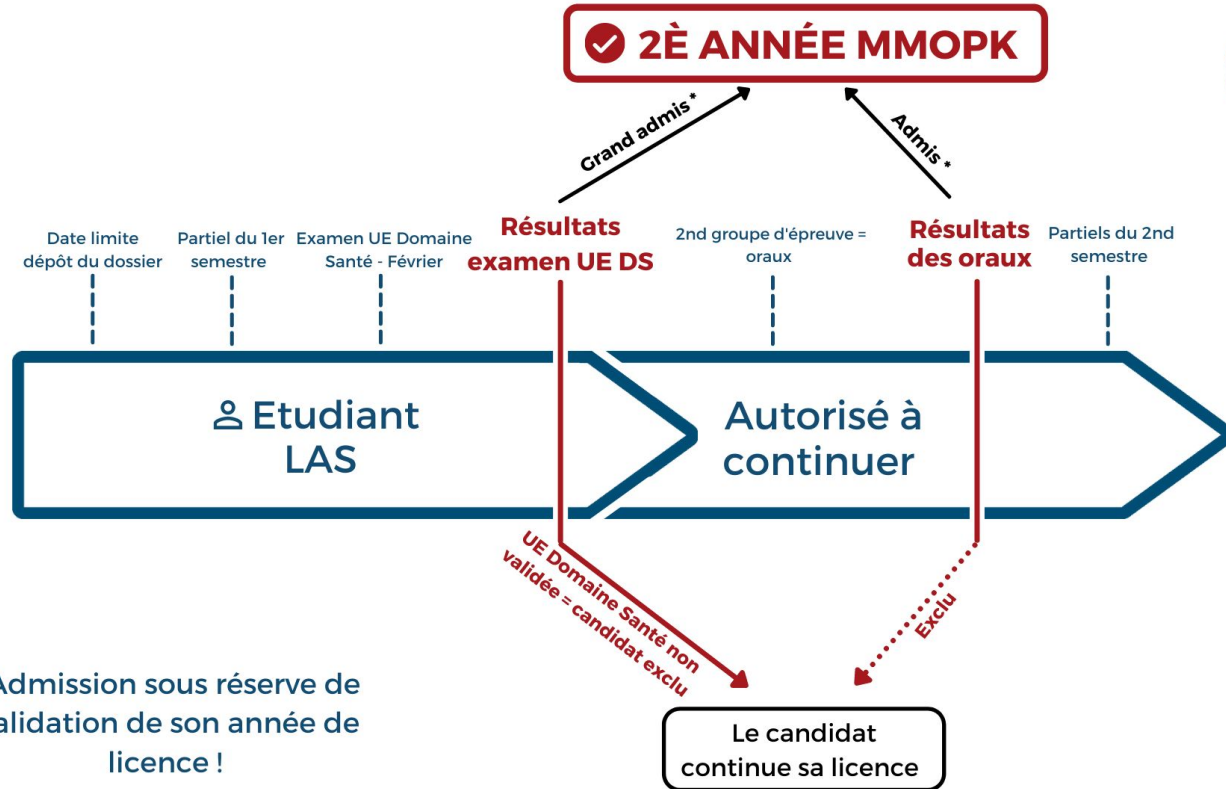 2È ANNÉE MMOPK
Grand admis *
Admis *
Date limite
dépôt du dossier
Partiel du 1er
semestre
Examen UE Domaine
Santé - Février
Résultats
examen UE DS
2nd groupe d'épreuve =
oraux
Résultats
des oraux
Partiels du 2nd
semestre
Etudiant
LAS
Autorisé à
continuer
UE Domaine Santé non
validée = candidat exclu
Exclu
Admission sous réserve de
alidation de son année de
licence !
Le candidat
continue sa licence